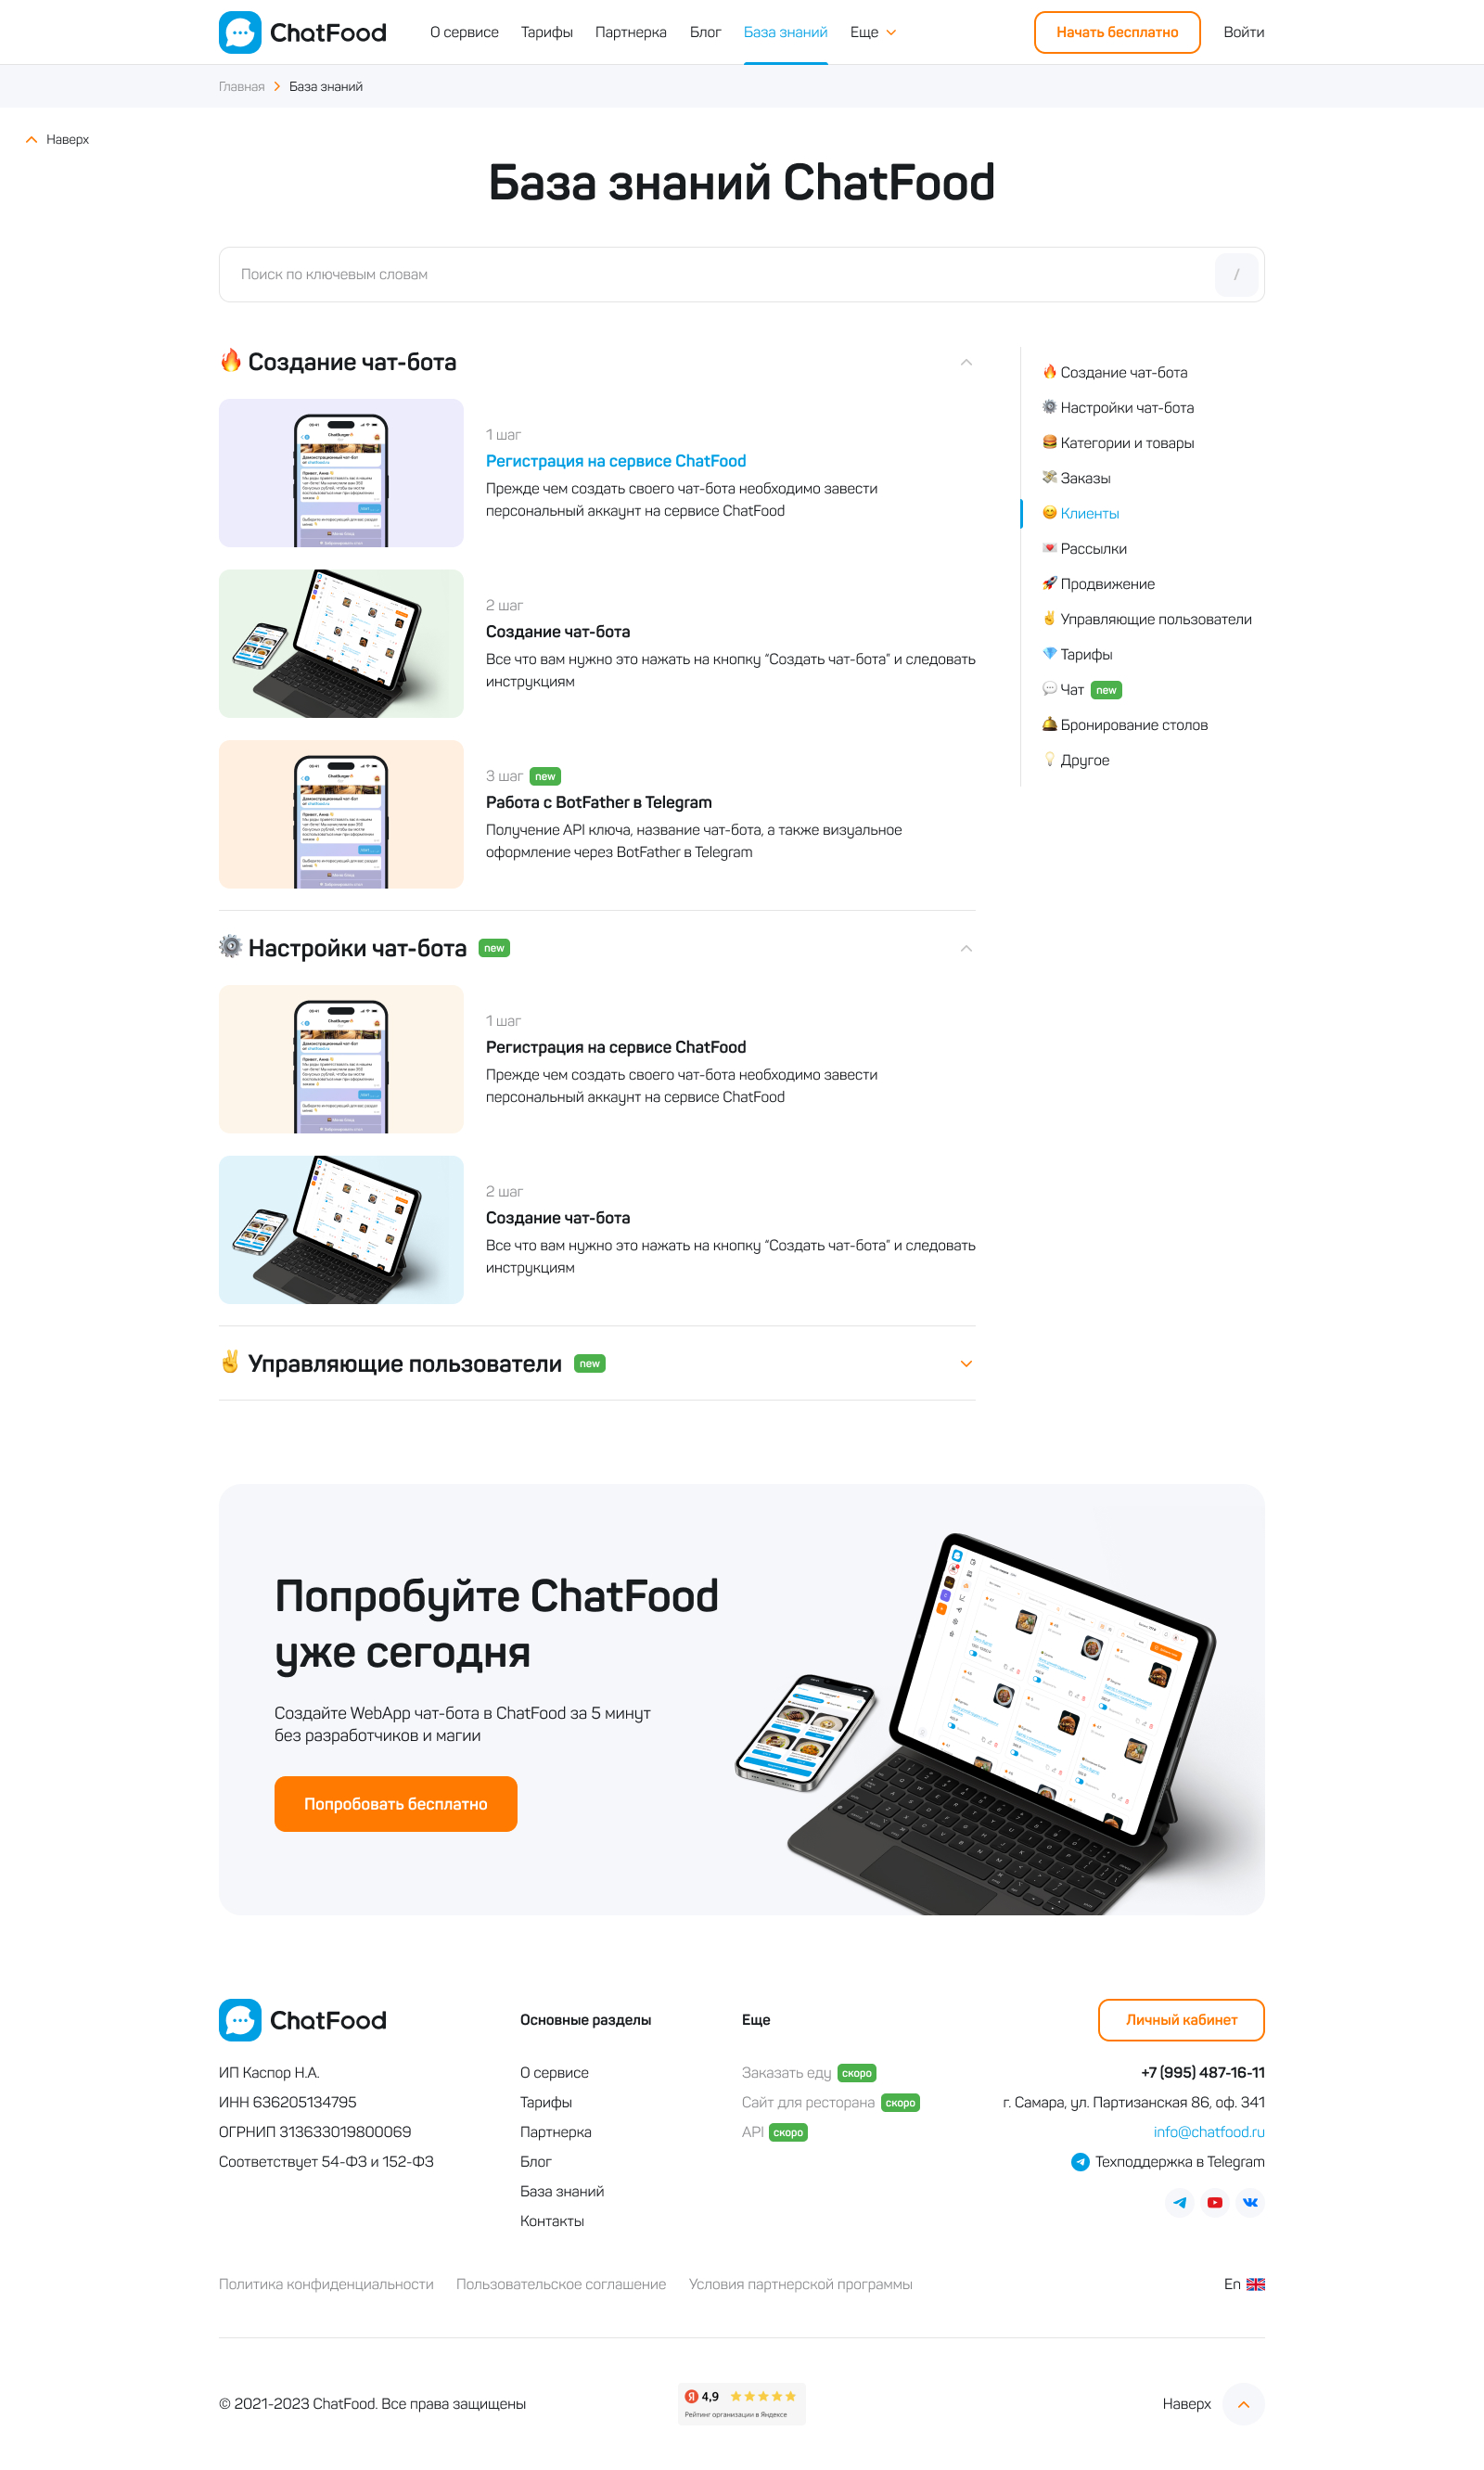 ChatFood
О сервисе
Тарифы
Партнерка
Блог
База знаний
Еще
Начать бесплатно
Войти
Главная
База знаний
Наверх
База знаний ChatFood
Поиск по ключевым словам
/
Создание чат-бота
1 шаг
Регистрация на сервисе ChatFood
Прежде чем создать своего чат-бота необходимо завести
персональный аккаунт на сервисе ChatFood
2 шаг
Создание чат-бота
Все что вам нужно это нажать на кнопку “Создать чат-бота” и следовать
инструкциям
3 шаг new
Работа с BotFather в Telegram
Получение API ключа, название чат-бота, а также визуальное
оформление через BotFather в Telegram
Настройки чат-бота new
1 шаг
Регистрация на сервисе ChatFood
Прежде чем создать своего чат-бота необходимо завести
персональный аккаунт на сервисе ChatFood
2 шаг
Создание чат-бота
Все что вам нужно это нажать на кнопку “Создать чат-бота” и следовать
инструкциям
Управляющие пользователи new
Создание чат-бота
Настройки чат-бота
Категории и товары
Заказы
Клиенты
Рассылки
Продвижение
Управляющие пользователи
Тарифы
Чат new
Бронирование столов
Другое
Попробуйте ChatFood
уже сегодня
Создайте WebApp чат-бота в ChatFood за 5 минут
без разработчиков и магии
Попробовать бесплатно
ChatFood
ИП Каспор Н.А.
ИНН 636205134795
ОГРНИП 313633019800069
Соответствует 54-ФЗ и 152-ФЗ
Основные разделы
О сервисе
Тарифы
Партнерка
Блог
База знаний
Контакты
Еще
Заказать еду скоро
Сайт для ресторана скоро
API скоро
Личный кабинет
+7 (995) 487-16-11
г. Самара, ул. Партизанская 86, оф. 341
info@chatfood.ru
Техподдержка в Telegram
Политика конфиденциальности
Пользовательское соглашение
Условия партнерской программы
En
© 2021-2023 ChatFood. Все права защищены
Я 4,9
Рейтинг организации в Яндексе
Наверх